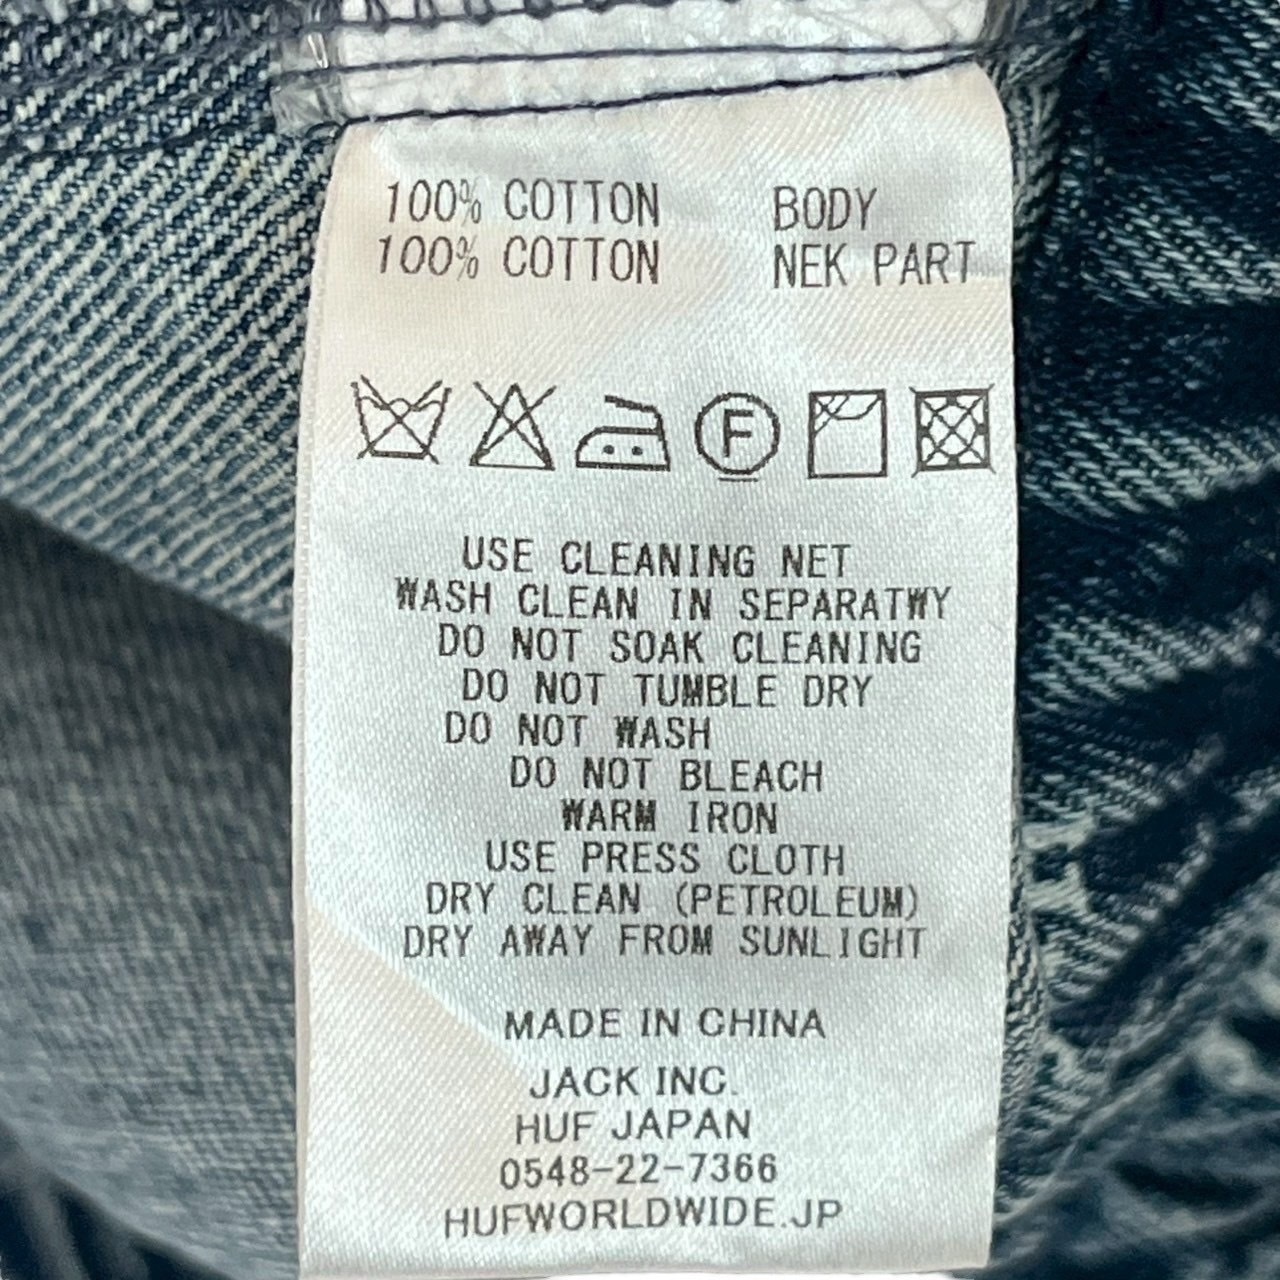 100% COTTON BODY
100% COTTON NEK PART
F
USE CLEANING NET
WASH CLEAN IN SEPARATWY
DO NOT SOAK CLEANING
DO NOT TUMBLE DRY
DO NOT WASH
DO NOT BLEACH
WARM IRON
USE PRESS CLOTH
DRY CLEAN (PETROLEUM)
DRY AWAY FROM SUNLIGHT
MADE IN CHINA
JACK INC.
HUF JAPAN
0548-22-7366
HUFWORLDWIDE.JP